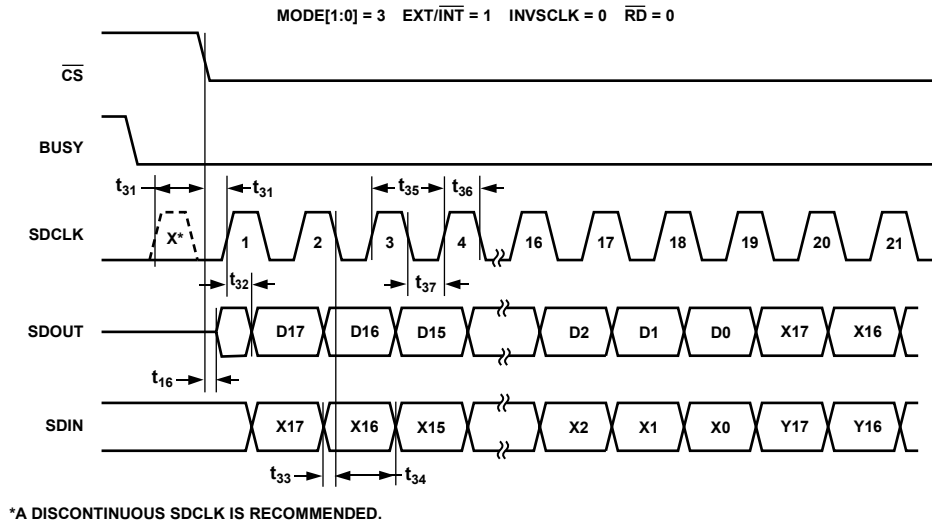 MODE[1:0] = 3 EXT/INT = 1 INVSCLK = 0 RD = 0
CS
BUSY
t31 t31 t35 t36
SDCLK X* 1 2 3 4 16 17 18 19 20 21
t32 t37
SDOUT D17 D16 D15 D2 D1 D0 X17 X16
t16
SDIN X17 X16 X15 X2 X1 X0 Y17 Y16
t33 t34
*A DISCONTINUOUS SDCLK IS RECOMMENDED.